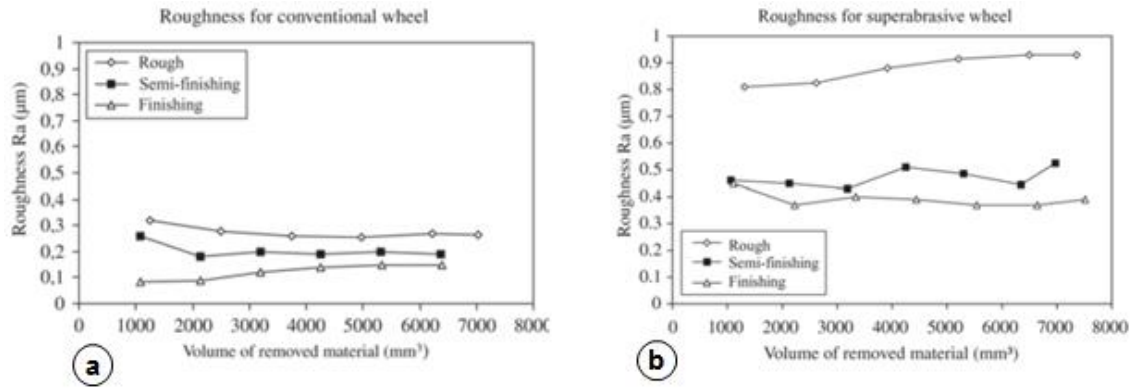 Roughness for conventional wheel
Roughness Ra (μm)
1
0,9
0,8
0,7
0,6
0,5
0,4
0,3
0,2
0,1
0
Rough
Semi-finishing
Finishing
0 1000 2000 3000 4000 5000 6000 7000
Volume of removed material (mm³)
a
Roughness for superabrasive wheel
Roughness Ra (μm)
1
0.9
0.8
0.7
0.6
0.5
0.4
0.3
0.2
0.1
0
Rough
Semi-finishing
Finishing
0 1000 2000 3000 4000 5000 6000 7000 8000
Volume of removed material (mm³)
b